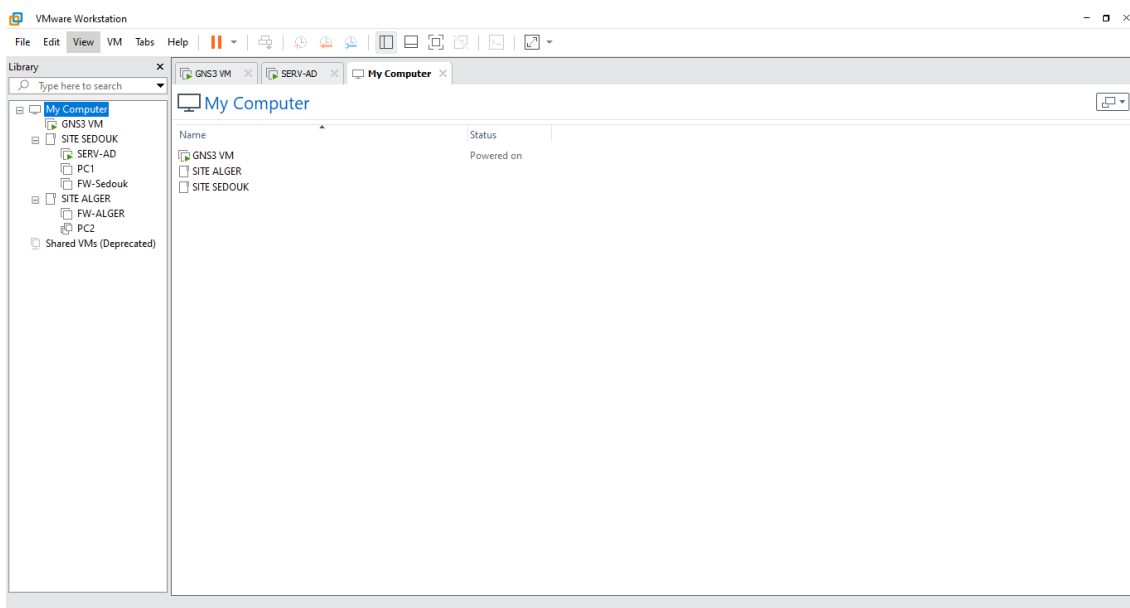 VMware Workstation
File Edit View VM Tabs Help
Library
Type here to search
My Computer
GNS3 VM
SITE SEDOUK
SERV-AD
PC1
FW-Sedouk
SITE ALGER
FW-ALGER
PC2
Shared VMs (Deprecated)
GNS3 VM SERV-AD My Computer
My Computer
Name Status
GNS3 VM Powered on
SITE ALGER
SITE SEDOUK